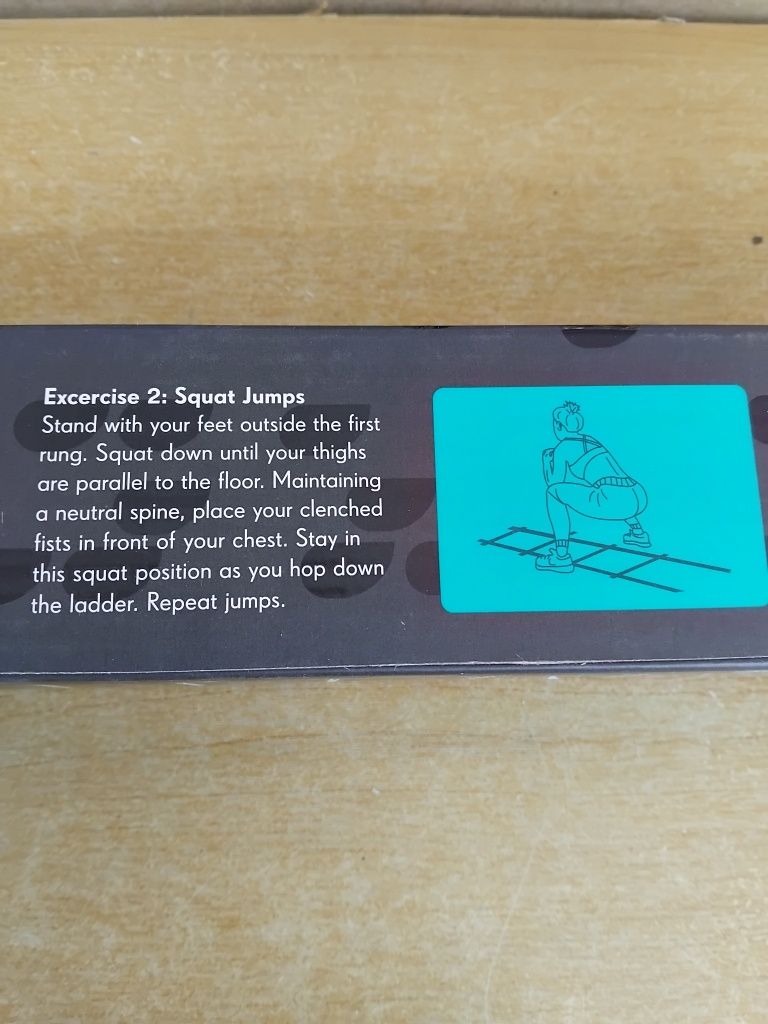 Excercise 2: Squat Jumps
Stand with your feet outside the first
rung. Squat down until your thighs
are parallel to the floor. Maintaining
a neutral spine, place your clenched
fists in front of your chest. Stay in
this squat position as you hop down
the ladder. Repeat jumps.